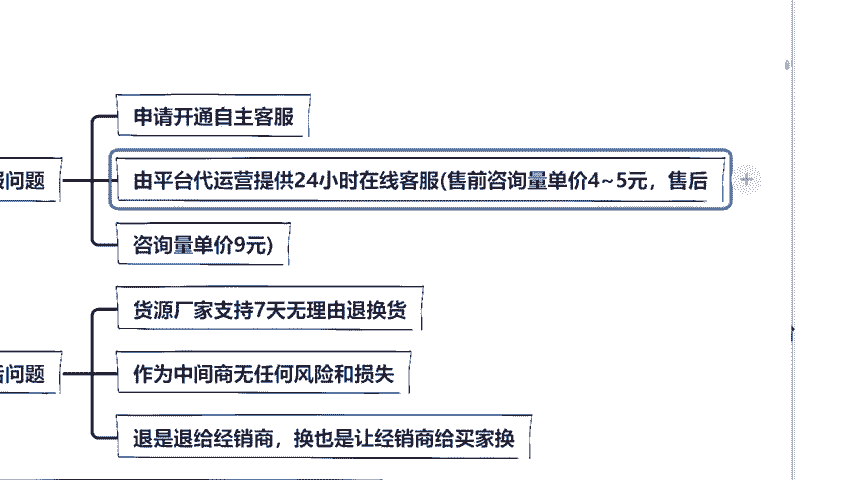 申请开通自主客服
服问题
由平台代运营提供24小时在线客服(售前咨询量单价4~5元，售后
咨询量单价9元)
货源厂家支持7天无理由退换货
后问题
作为中间商无任何风险和损失
退是退给经销商，换也是让经销商给买家换